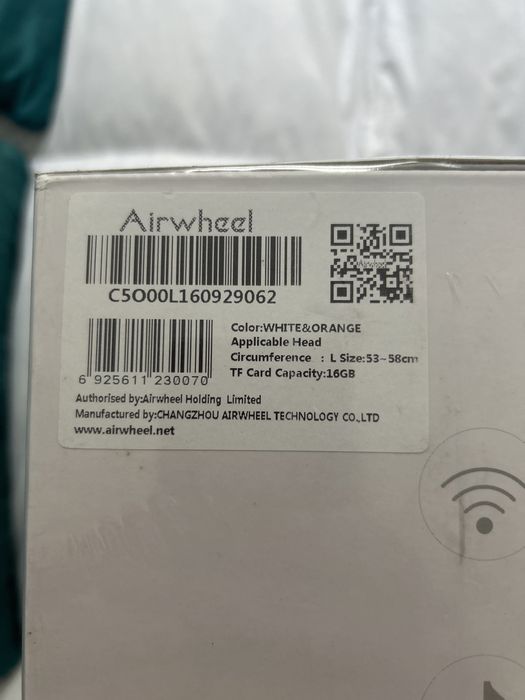 Airwheel
C5O00L160929062
6 925611 230070
Color:WHITE&ORANGE
Applicable Head
Circumference : L Size:53~58cm
TF Card Capacity:16GB
Authorised by:Airwheel Holding Limited
Manufactured by:CHANGZHOU AIRWHEEL TECHNOLOGY CO.,LTD
www.airwheel.net